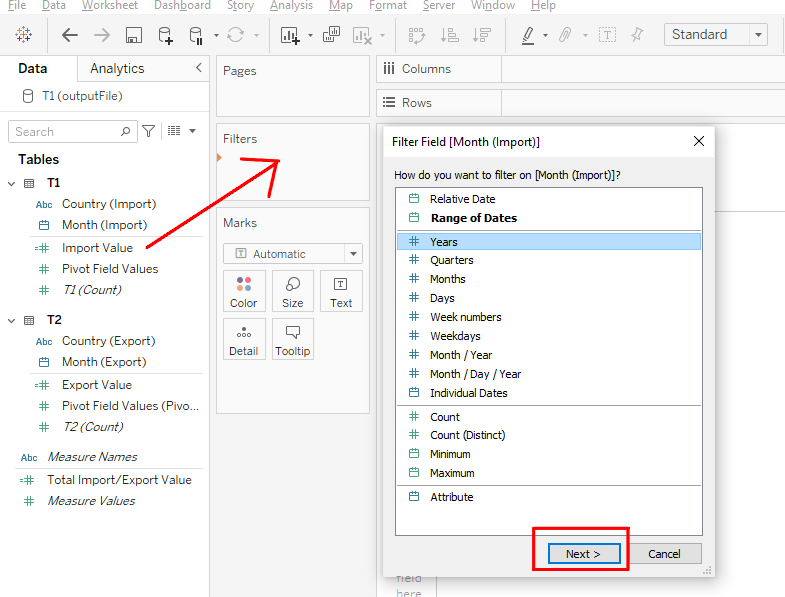 File Data Worksheet Dashboard Story Analysis Map Format Server Window Help
Standard
Data Analytics
T1 (outputFile)
Search
Tables
T1
Abc Country (Import)
Month (Import)
Import Value
Pivot Field Values
T1 (Count)
T2
Abc Country (Export)
Month (Export)
Export Value
Pivot Field Values (Pivo...
T2 (Count)
Abc Measure Names
Total Import/Export Value
Measure Values
Pages
Filters
Marks
Automatic
Color Size Text
Detail Tooltip
Columns
Rows
Filter Field [Month (Import)]
How do you want to filter on [Month (Import)]?
Relative Date
Range of Dates
Years
Quarters
Months
Days
Week numbers
Weekdays
Month / Year
Month / Day / Year
Individual Dates
Count
Count (Distinct)
Minimum
Maximum
Attribute
Next > Cancel
field
here